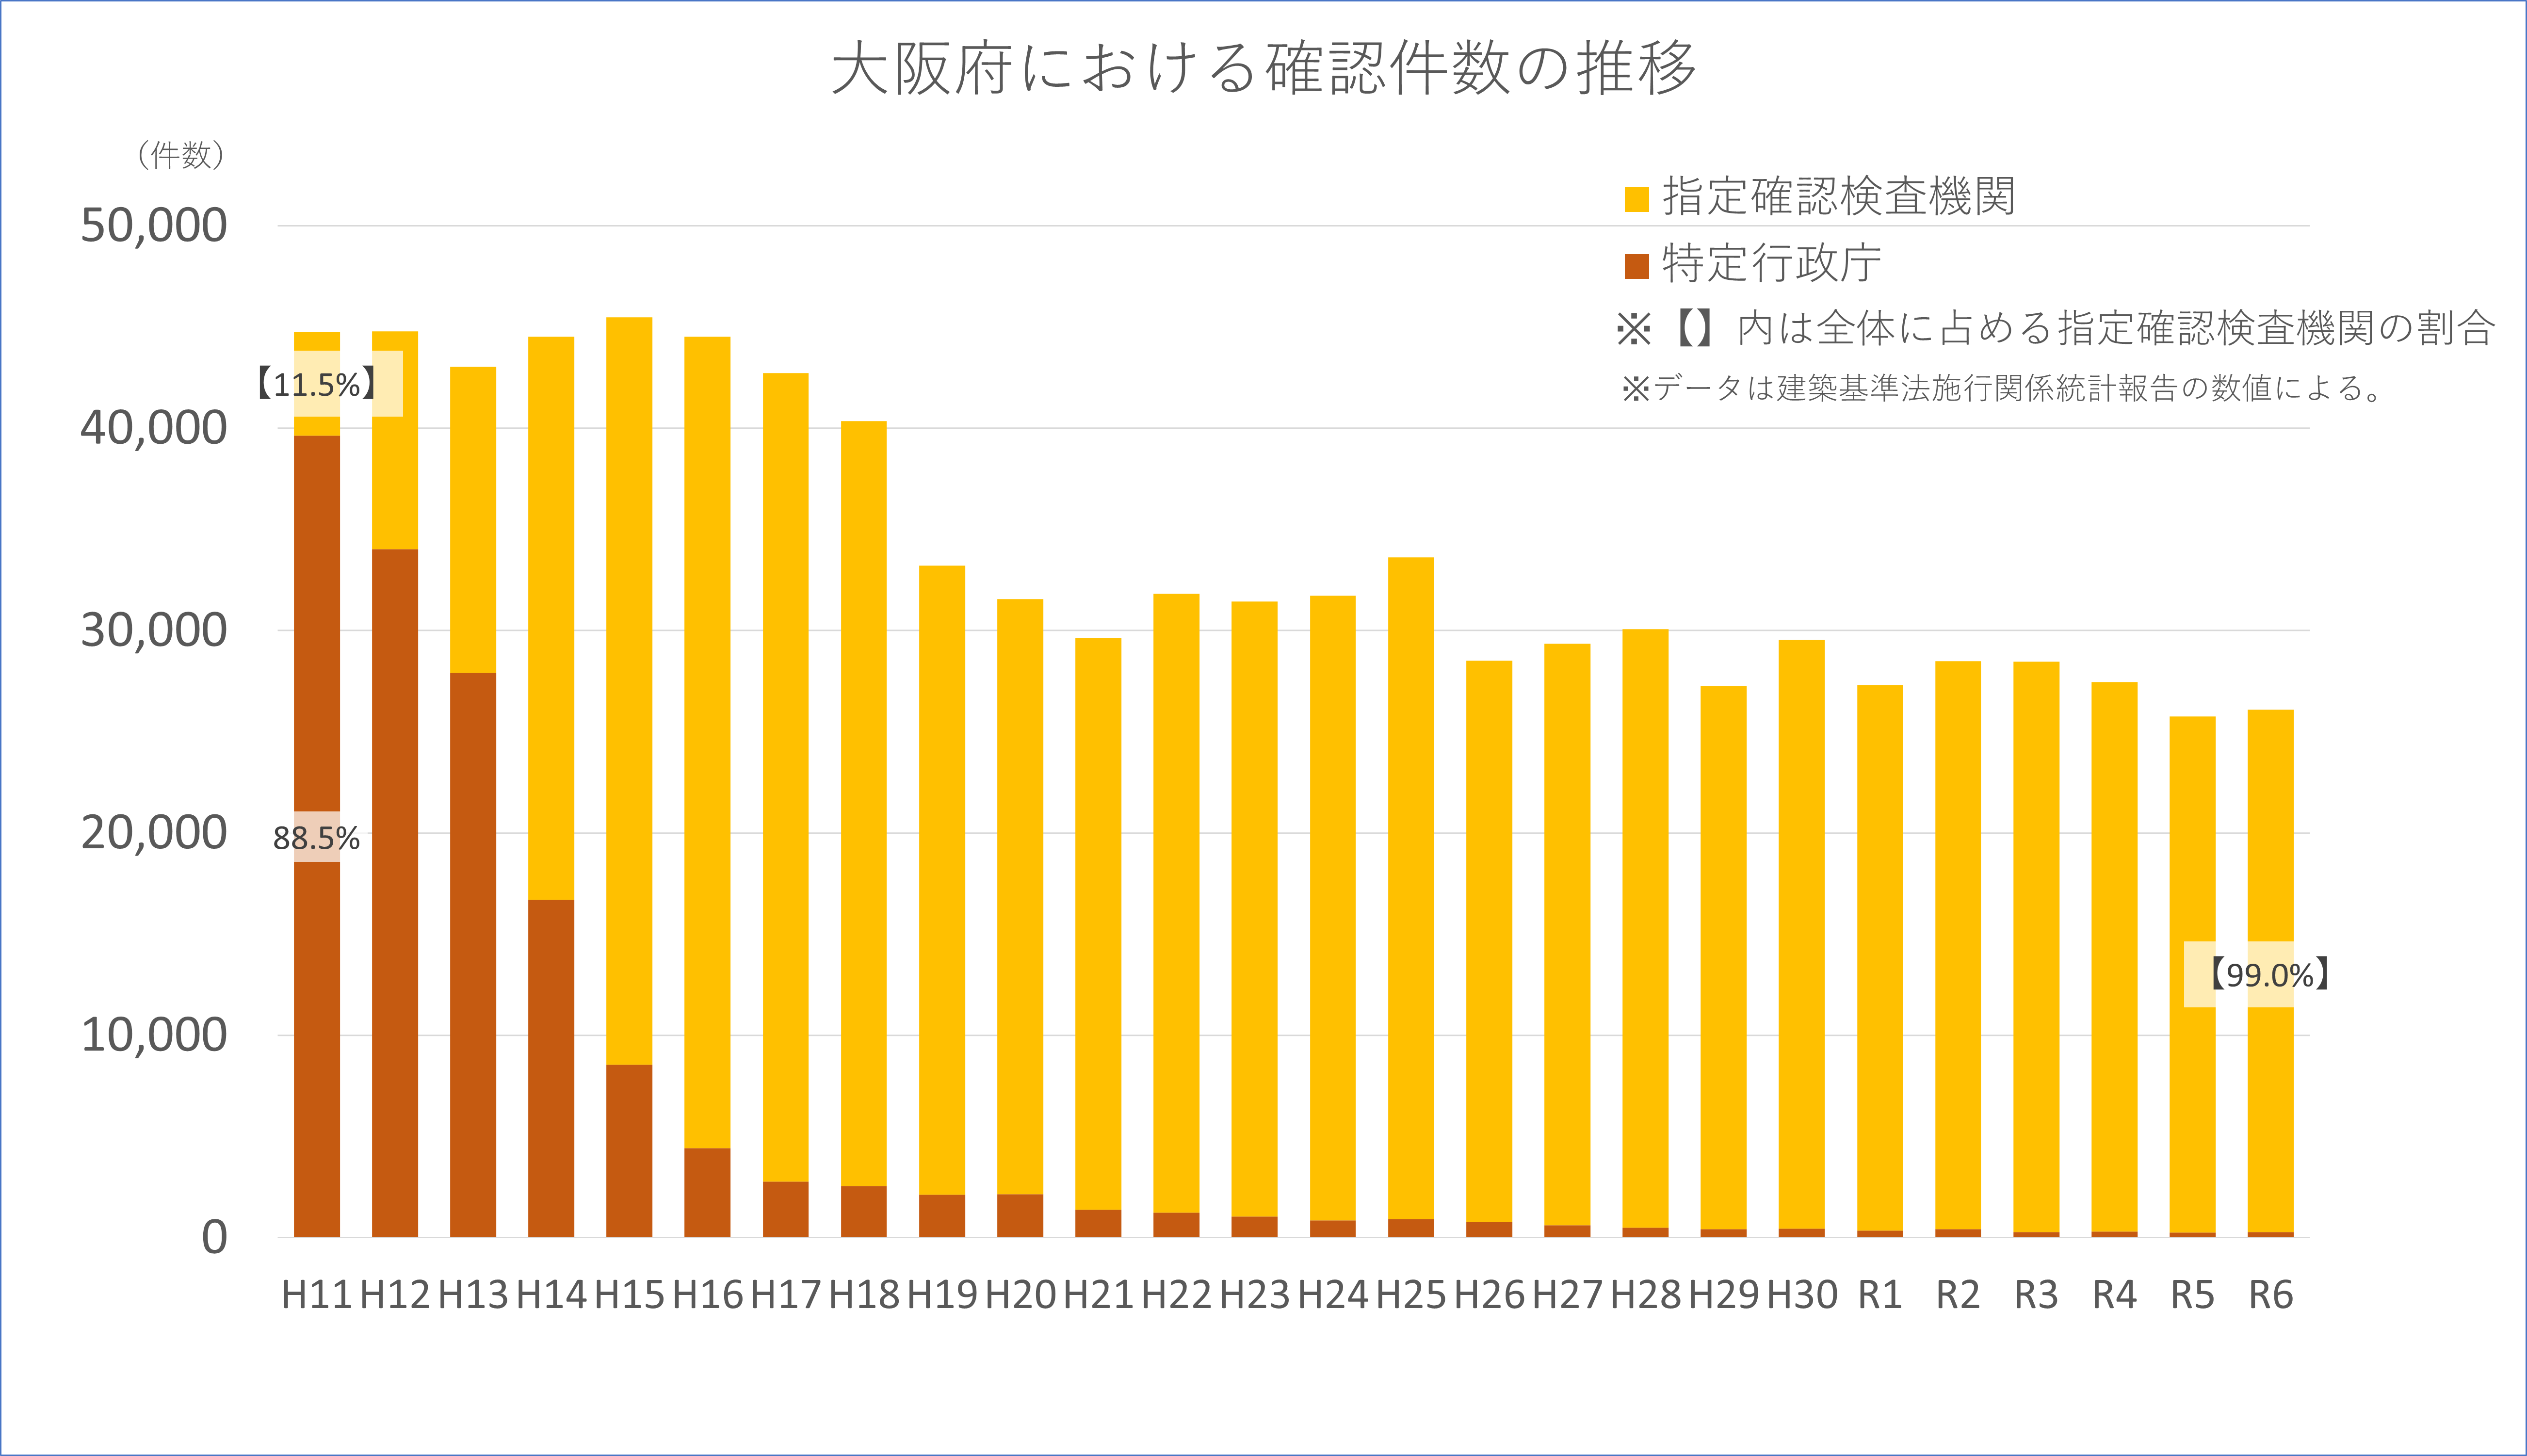 大阪府における確認件数の推移
（件数）
指定確認検査機関
特定行政庁
※【】内は全体に占める指定確認検査機関の割合
※データは建築基準法施行関係統計報告の数値による。
50,000
40,000
30,000
20,000
10,000
0
【11.5%】
88.5%
【99.0%】
H11 H12 H13 H14 H15 H16 H17 H18 H19 H20 H21 H22 H23 H24 H25 H26 H27 H28 H29 H30 R1 R2 R3 R4 R5 R6